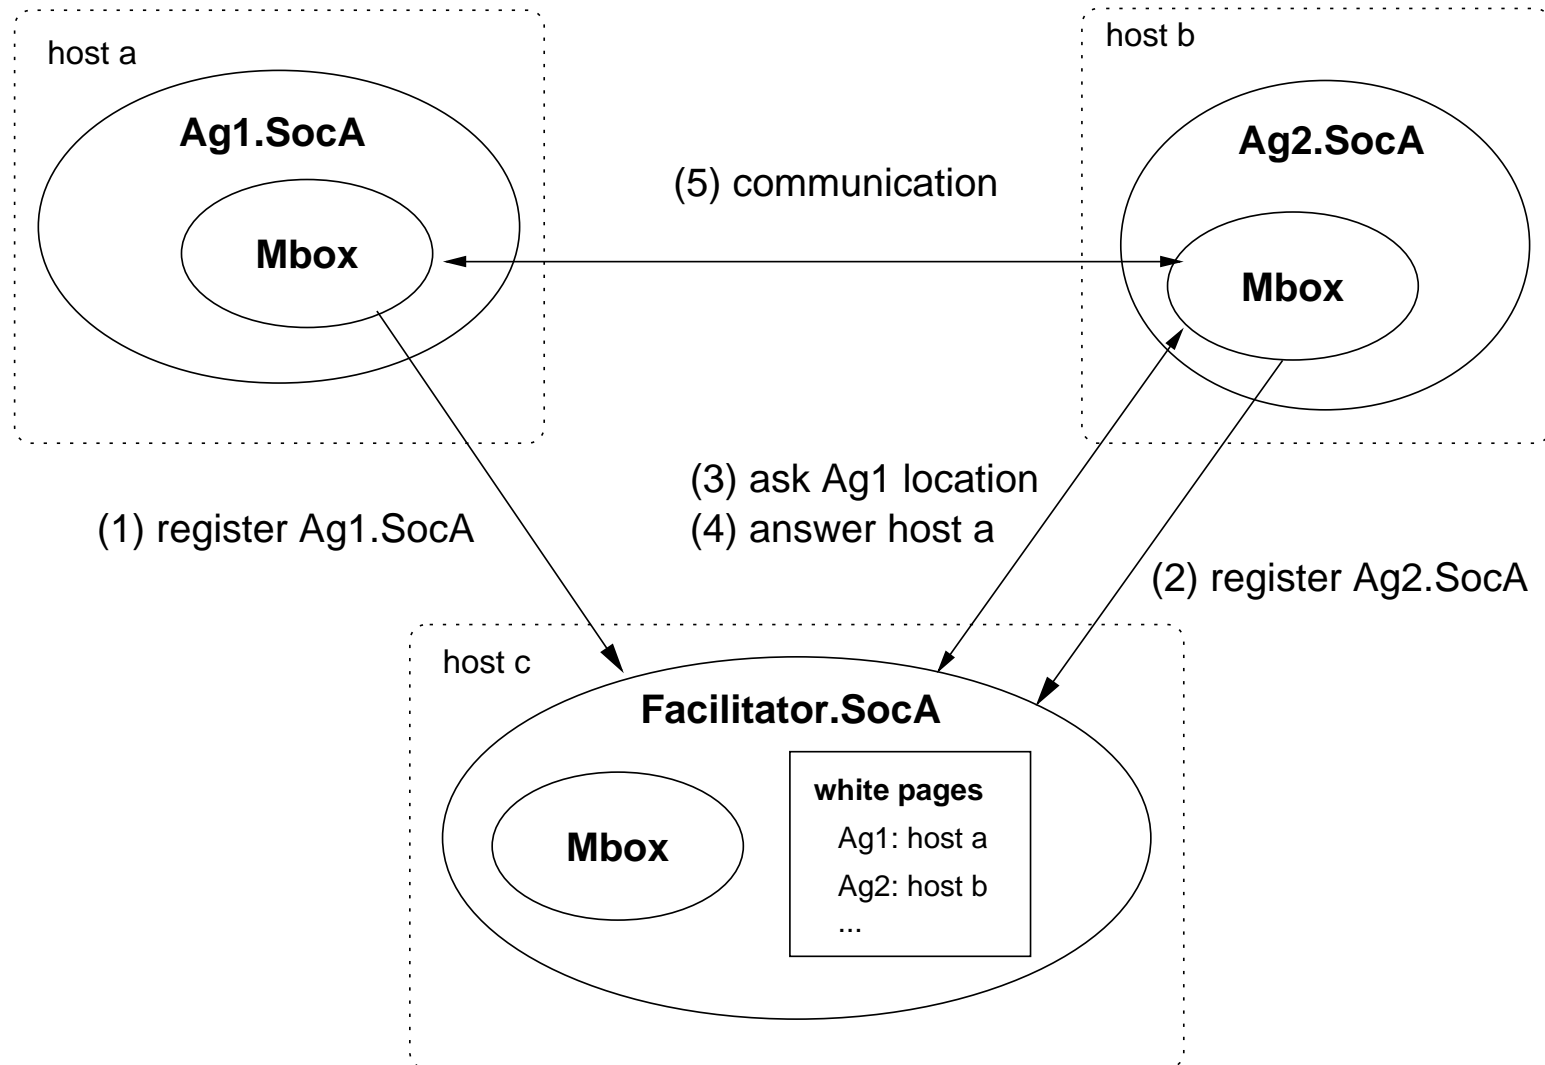 host a
host b
Ag1.SocA
Ag2.SocA
(5) communication
Mbox
Mbox
(3) ask Ag1 location
(1) register Ag1.SocA
(4) answer host a
(2) register Ag2.SocA
host c
Facilitator.SocA
white pages
Ag1: host a
Mbox
Ag2: host b
...